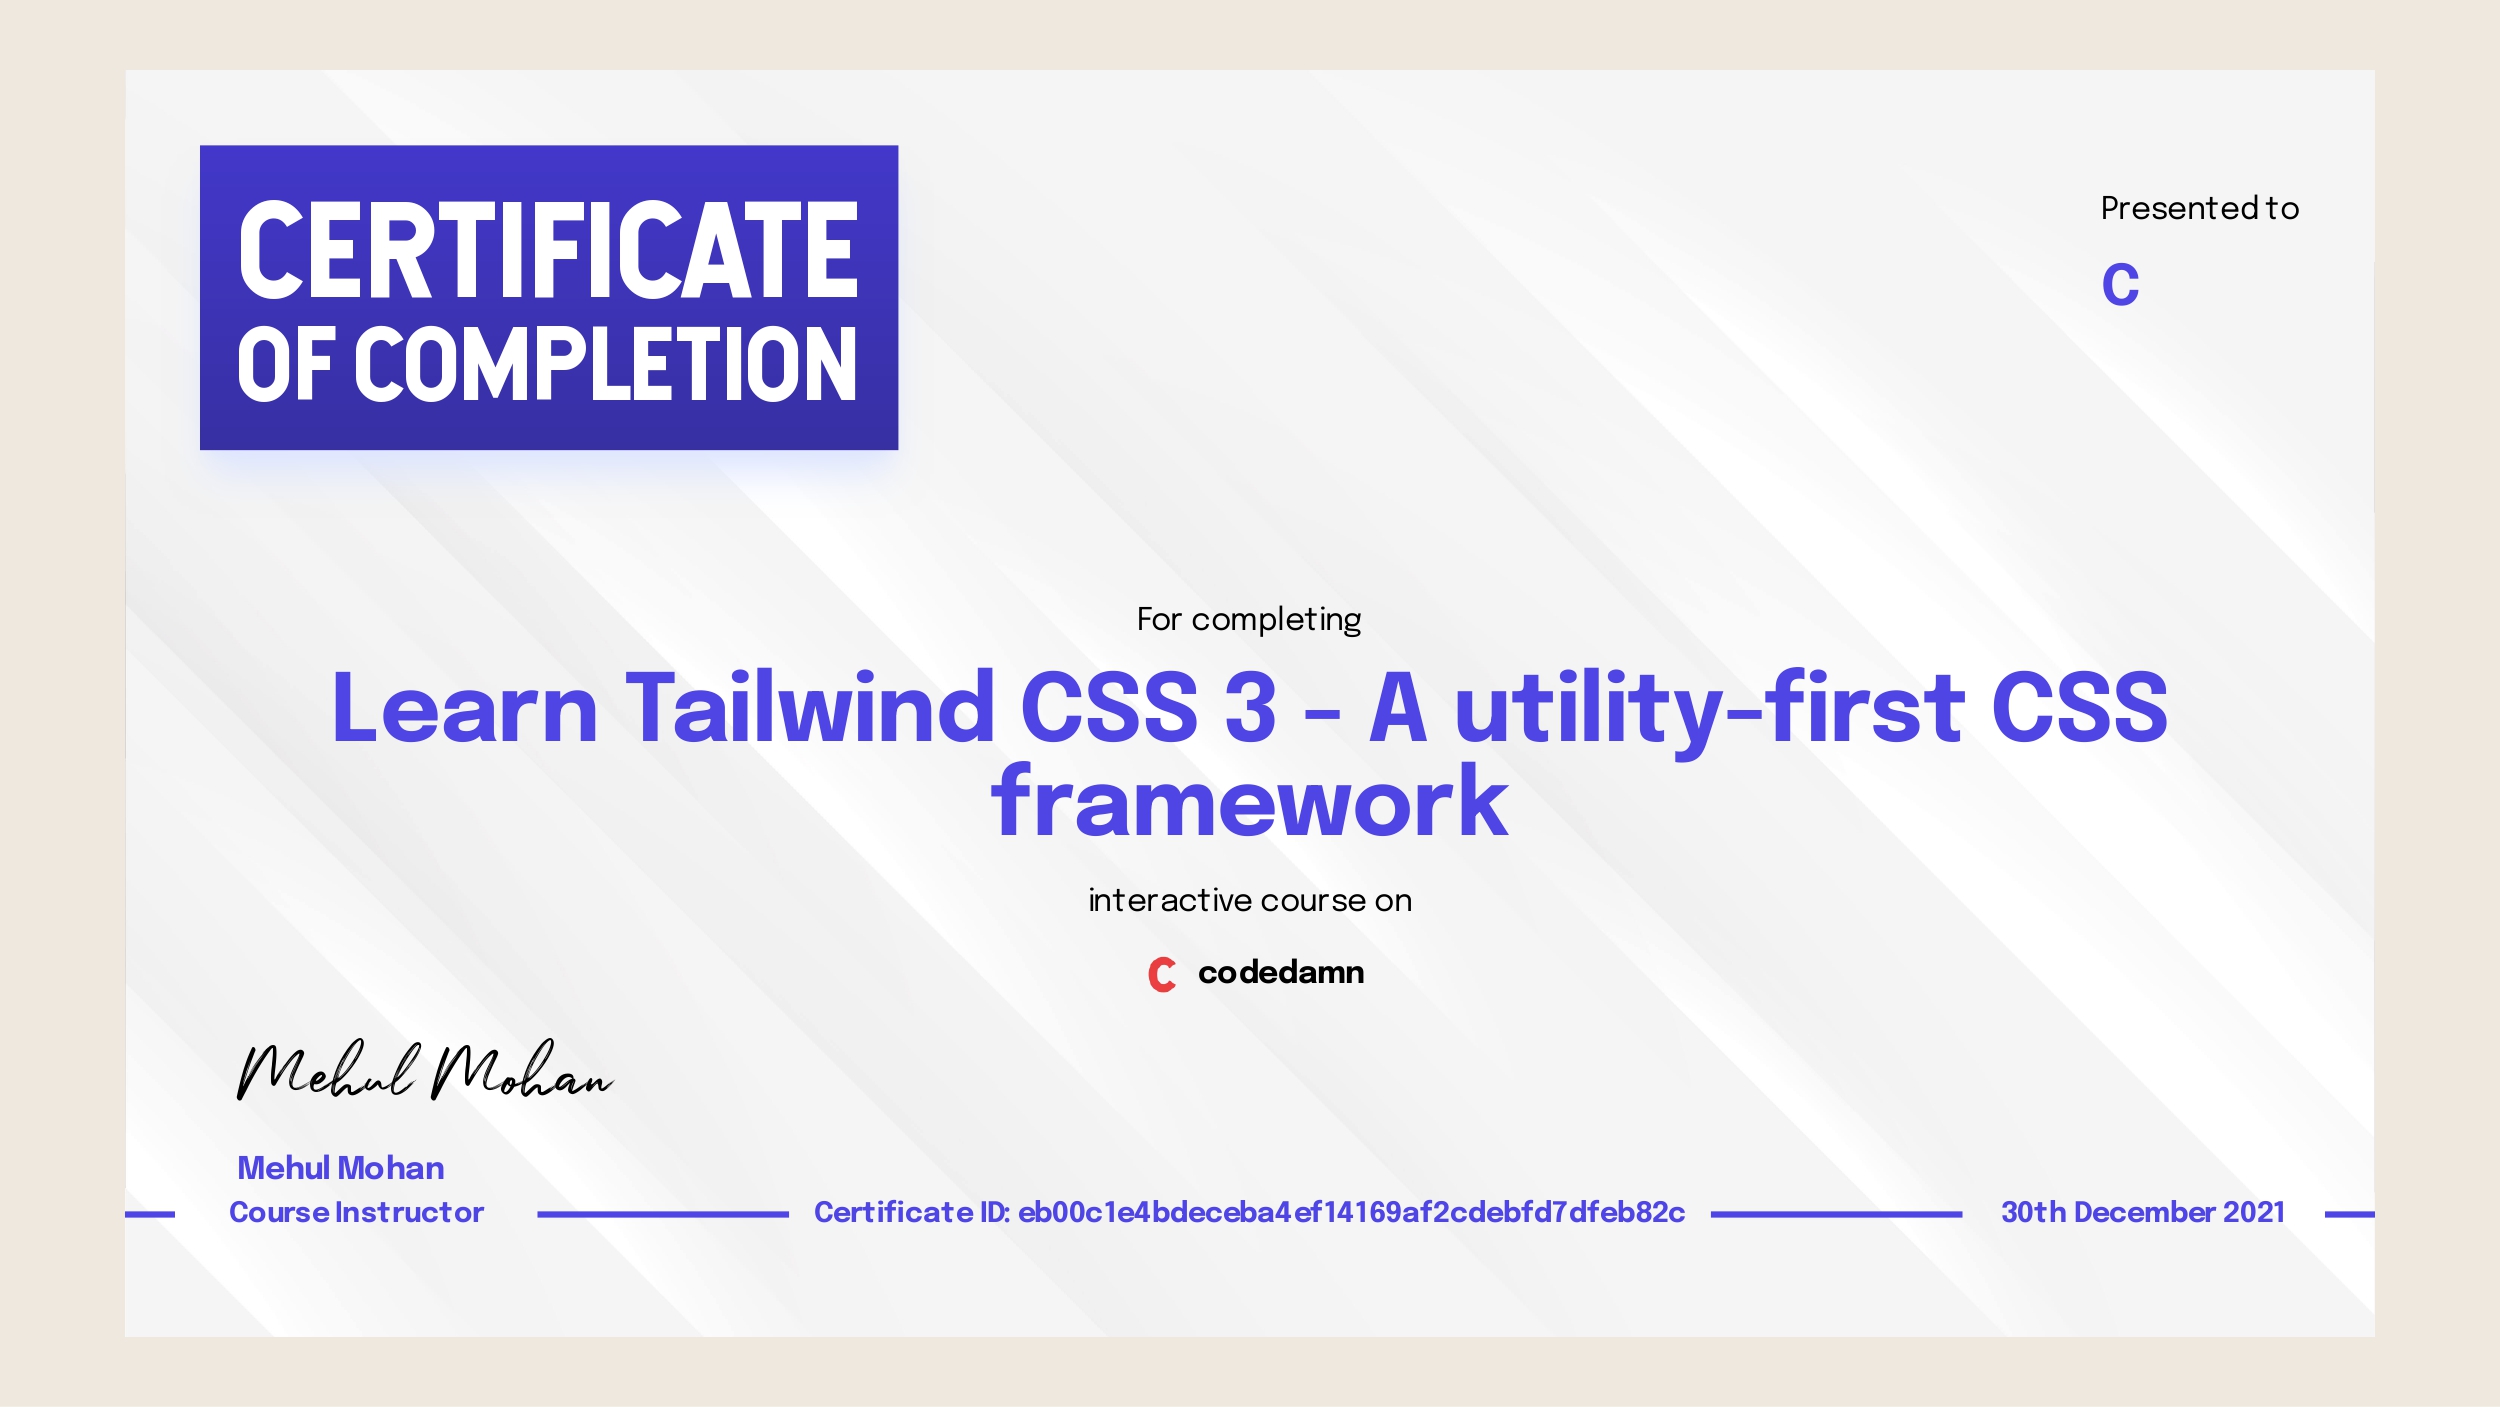 CERTIFICATE
OF COMPLETION
Presented to
C
For completing
Learn Tailwind CSS 3 - A utility-first CSS
framework
interactive course on
C codedamn
Mehul Mohan
Mehul Mohan
Course Instructor
Certificate ID: eb00c1e4bdeceba4ef14169af2cdebfd7dfeb82c
30th December 2021